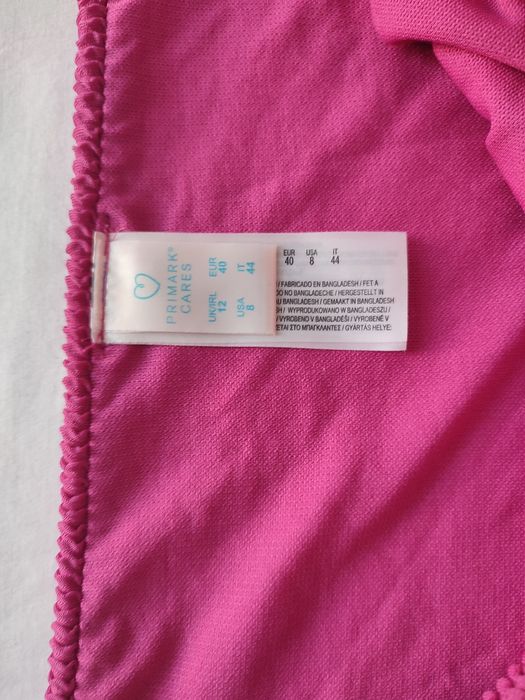 PRIMARK®
CARES
UK/IRL EUR
12 40
USA IT
8 44
EUR USA IT
40 8 44
/ FABRICADO EN BANGLADESH / FET A
NO BANGLADECHE / HERGESTELLT IN
BANGLADESH / GEMAAKT IN BANGLADESH
/ WYPRODUKOWANO W BANGLADESZU /
/ VYROBENO V BANGLADÉŠI / VYROBENÉ V
ΣΤΟ ΜΠΑΓΚΛΑΝΤΕΣ / GYÁRTÁS HELYE: